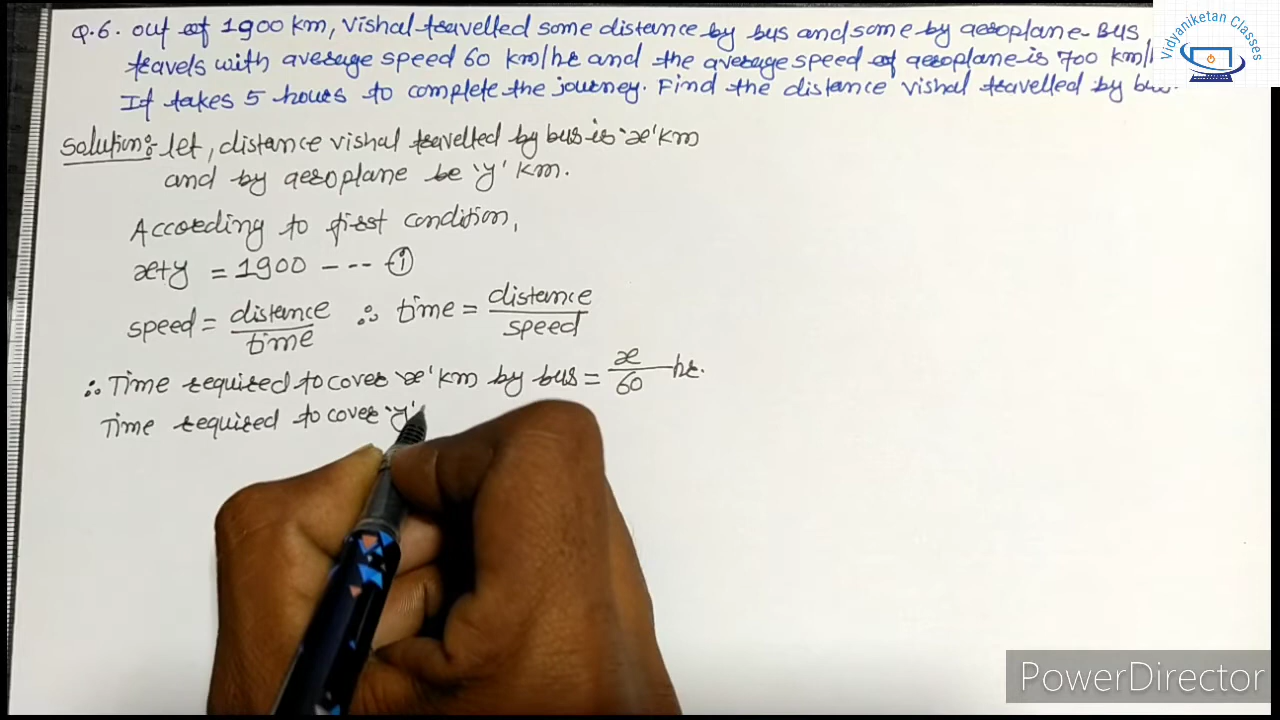 Q.6. Out of 1900 km, Vishal travelled some distance by bus and some by aeroplane. Bus
travels with average speed 60 km/hr and the average speed of aeroplane is 700 km/h
It takes 5 hours to complete the journey. Find the distance Vishal travelled by bus.
Solution:- let, distance vishal travelled by bus is 'x' km
and by aeroplane be 'y' km.
According to first condition,
x+y = 1900 --- ①
speed = distance/time ∴ time = distance/speed
∴ Time required to cover 'x' km by bus = x/60 hr.
Time required to cover 'y'
Vidyaniketan Classes
PowerDirector